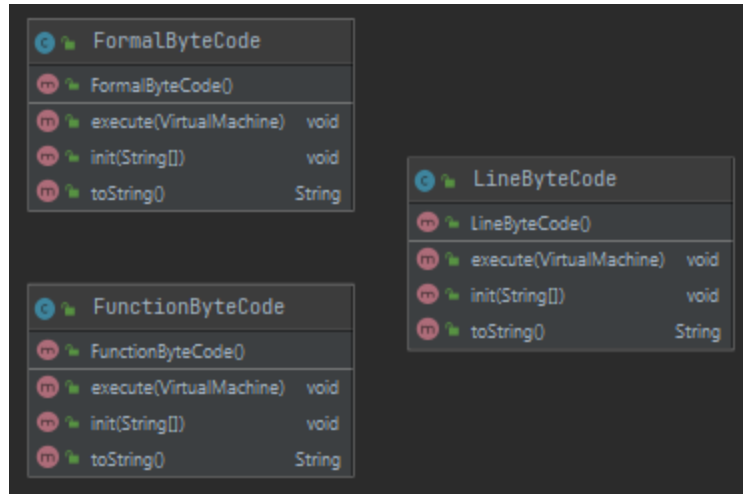 FormalByteCode
FormalByteCode()
execute(VirtualMachine) void
init(String[]) void
toString() String
FunctionByteCode
FunctionByteCode()
execute(VirtualMachine) void
init(String[]) void
toString() String
LineByteCode
LineByteCode()
execute(VirtualMachine) void
init(String[]) void
toString() String